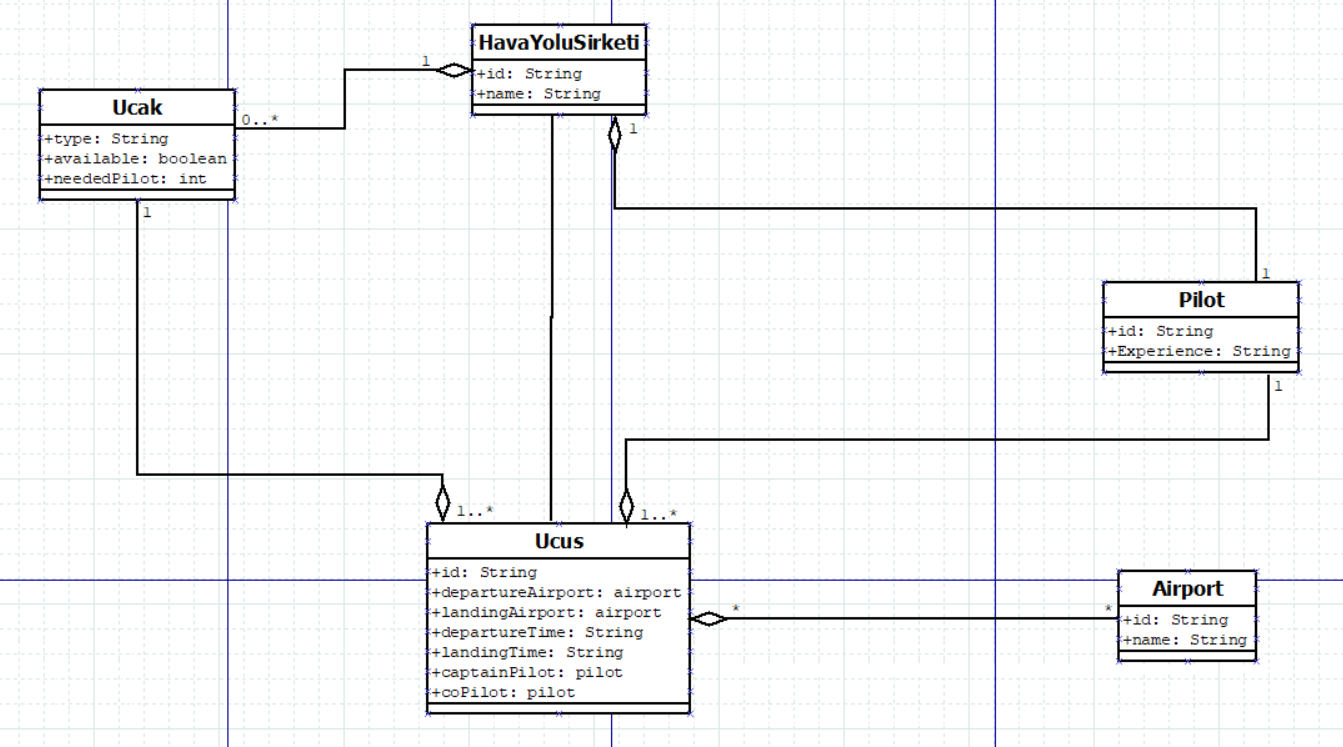 HavaYoluSirketi
+id: String
+name: String
1
1
Ucak
+type: String
+available: boolean
+neededPilot: int
0..*
1
Pilot
+id: String
+Experience: String
1
1
Ucus
+id: String
+departureAirport: airport
+landingAirport: airport
+departureTime: String
+landingTime: String
+captainPilot: pilot
+coPilot: pilot
1..*
1..*
*
*
Airport
+id: String
+name: String